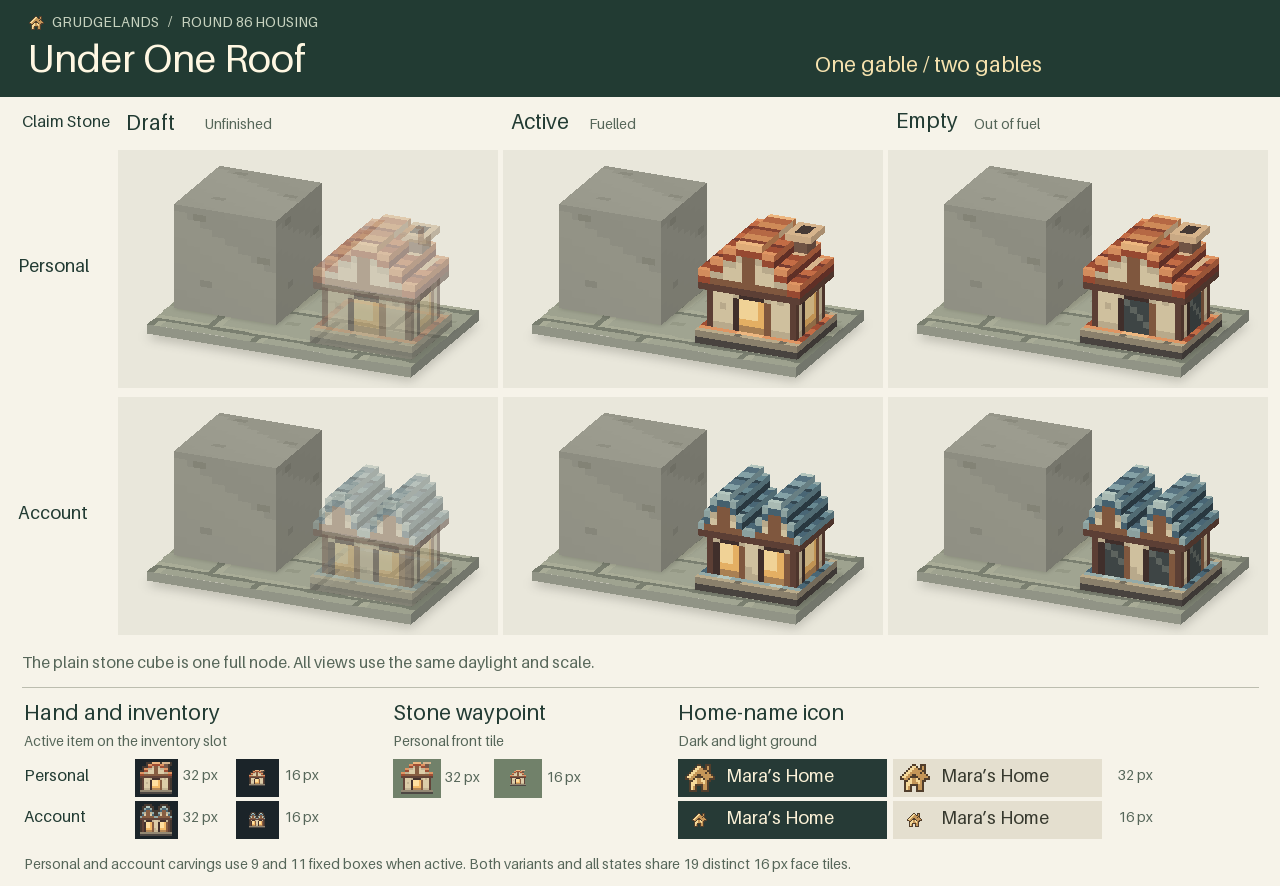 GRUDGELANDS / ROUND 86 HOUSING
Under One Roof
One gable / two gables
Claim Stone Draft Unfinished Active Fuelled Empty Out of fuel
Personal
Account
The plain stone cube is one full node. All views use the same daylight and scale.
Hand and inventory Stone waypoint Home-name icon
Active item on the inventory slot Personal front tile Dark and light ground
Personal 32 px 16 px 32 px 16 px Mara's Home Mara's Home 32 px
Account 32 px 16 px Mara's Home Mara's Home 16 px
Personal and account carvings use 9 and 11 fixed boxes when active. Both variants and all states share 19 distinct 16 px face tiles.